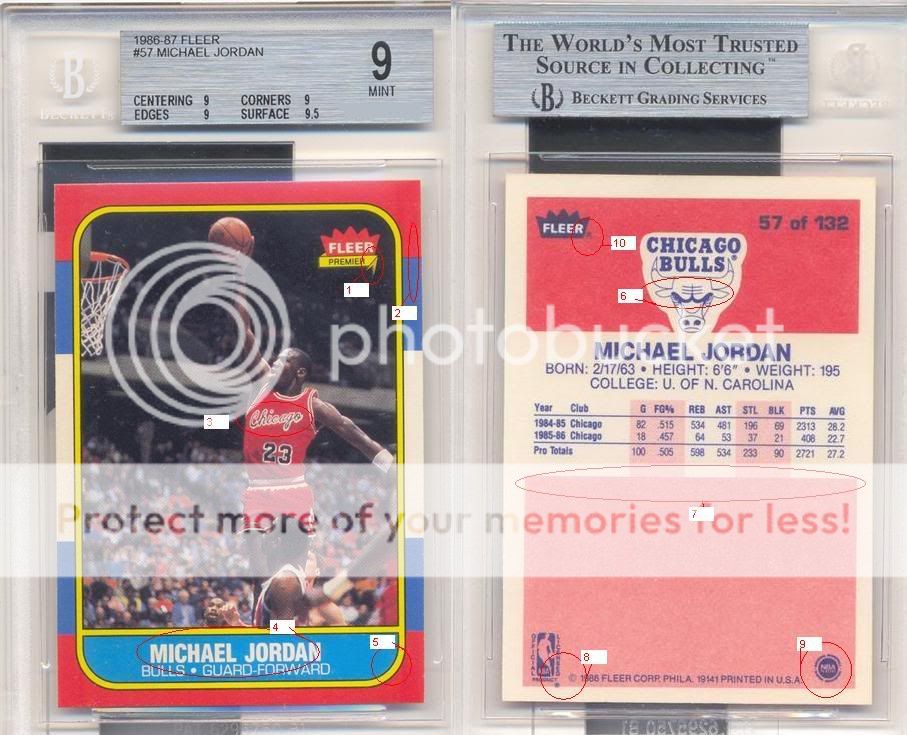 1986-87 FLEER
#57 MICHAEL JORDAN
9
MINT
CENTERING 9 CORNERS 9
EDGES 9 SURFACE 9.5
B
BECKETT
FLEER
PREMIER
1
2
3
Chicago
23
4
5
MICHAEL JORDAN
BULLS • GUARD-FORWARD
THE WORLD'S MOST TRUSTED
SOURCE IN COLLECTING™
B BECKETT GRADING SERVICES
FLEER
57 of 132
10
CHICAGO
BULLS
6
MICHAEL JORDAN
BORN: 2/17/63 • HEIGHT: 6'6" • WEIGHT: 195
COLLEGE: U. OF N. CAROLINA
Year Club G FG% REB AST STL BLK PTS AVG
1984-85 Chicago 82 .515 534 481 196 69 2313 28.2
1985-86 Chicago 18 .457 64 53 37 21 408 22.7
Pro Totals 100 .505 598 534 233 90 2721 27.2
7
8
9
OFFICIAL LICENSED
PRODUCT
NBA
© 1986 FLEER CORP. PHILA. 19141 PRINTED IN U.S.A.
photobucket
Protect more of your memories for less!